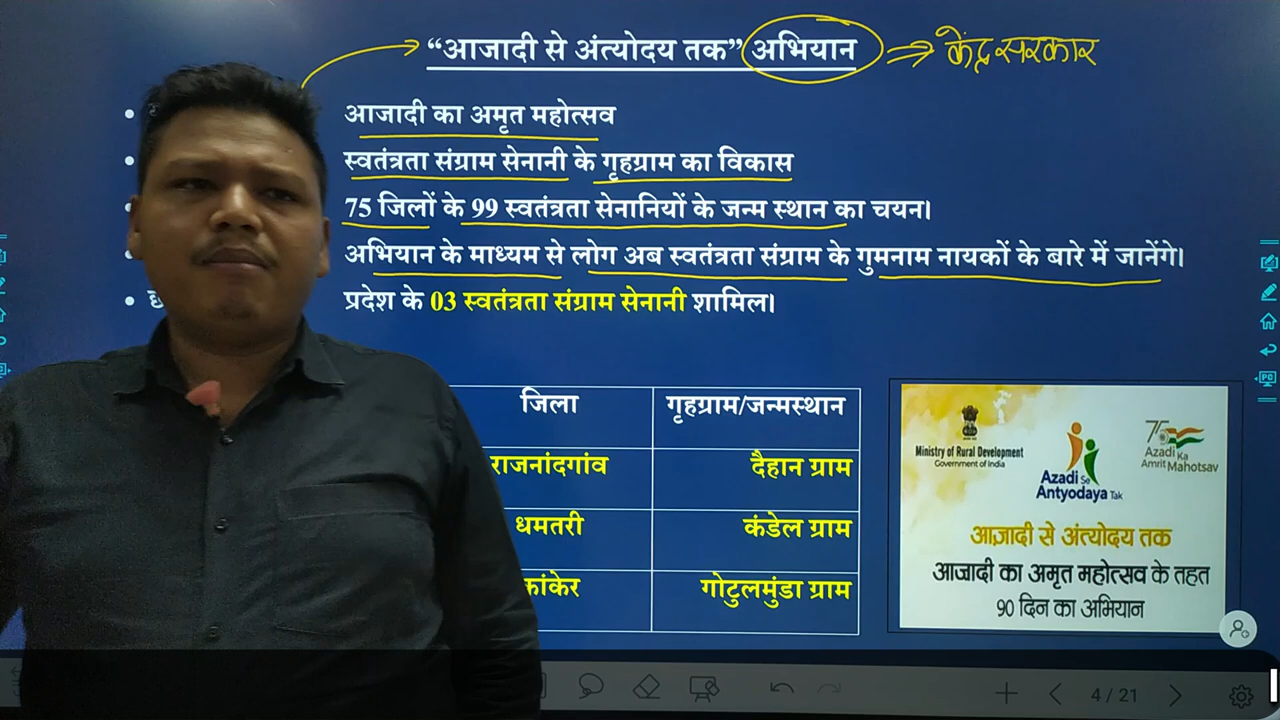 “आजादी से अंत्योदय तक” अभियान ⇒ केंद्र सरकार
आजादी का अमृत महोत्सव
स्वतंत्रता संग्राम सेनानी के गृहग्राम का विकास
75 जिलों के 99 स्वतंत्रता सेनानियों के जन्म स्थान का चयन।
अभियान के माध्यम से लोग अब स्वतंत्रता संग्राम के गुमनाम नायकों के बारे में जानेंगे।
प्रदेश के 03 स्वतंत्रता संग्राम सेनानी शामिल।
जिला गृहग्राम/जन्मस्थान
राजनांदगांव दैहान ग्राम
धमतरी कंडेल ग्राम
कांकेर गोटुलमुंडा ग्राम
Ministry of Rural Development
Government of India
Azadi Se
Antyodaya Tak
75
Azadi Ka
Amrit Mahotsav
आज़ादी से अंत्योदय तक
आजादी का अमृत महोत्सव के तहत
90 दिन का अभियान
4 / 21